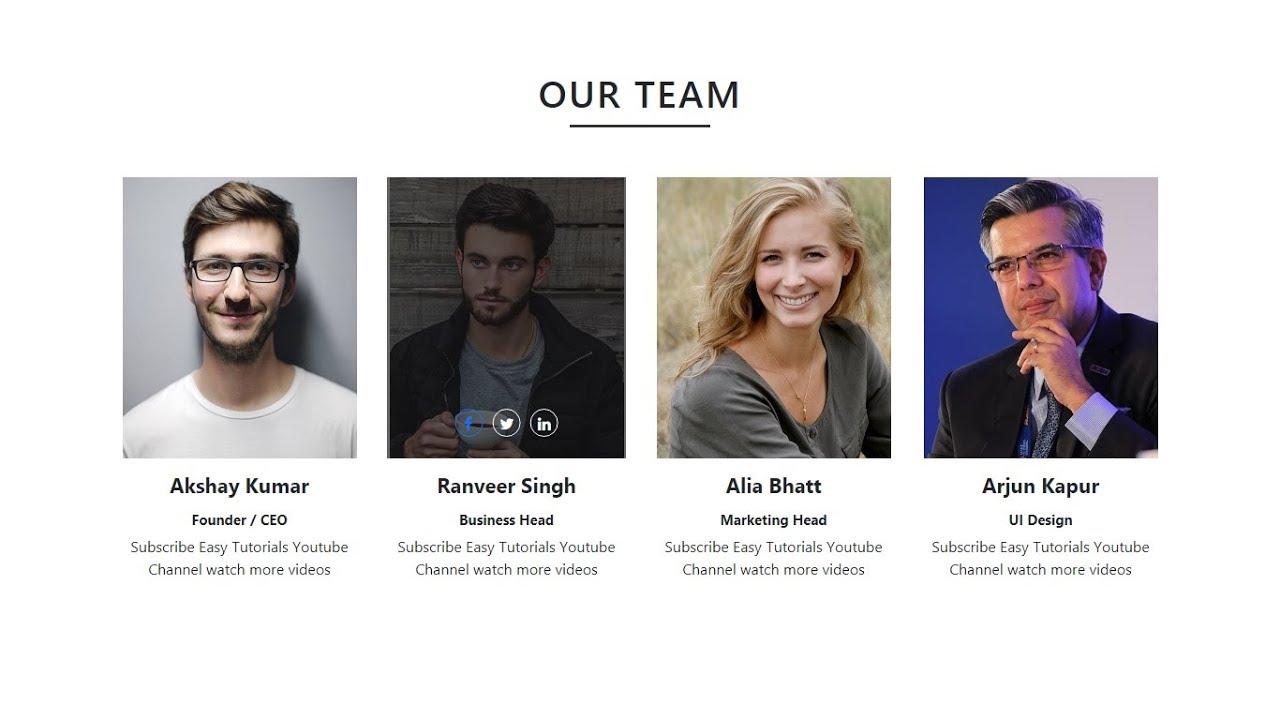 OUR TEAM
Akshay Kumar
Founder / CEO
Subscribe Easy Tutorials Youtube
Channel watch more videos
Ranveer Singh
Business Head
Subscribe Easy Tutorials Youtube
Channel watch more videos
Alia Bhatt
Marketing Head
Subscribe Easy Tutorials Youtube
Channel watch more videos
Arjun Kapur
UI Design
Subscribe Easy Tutorials Youtube
Channel watch more videos